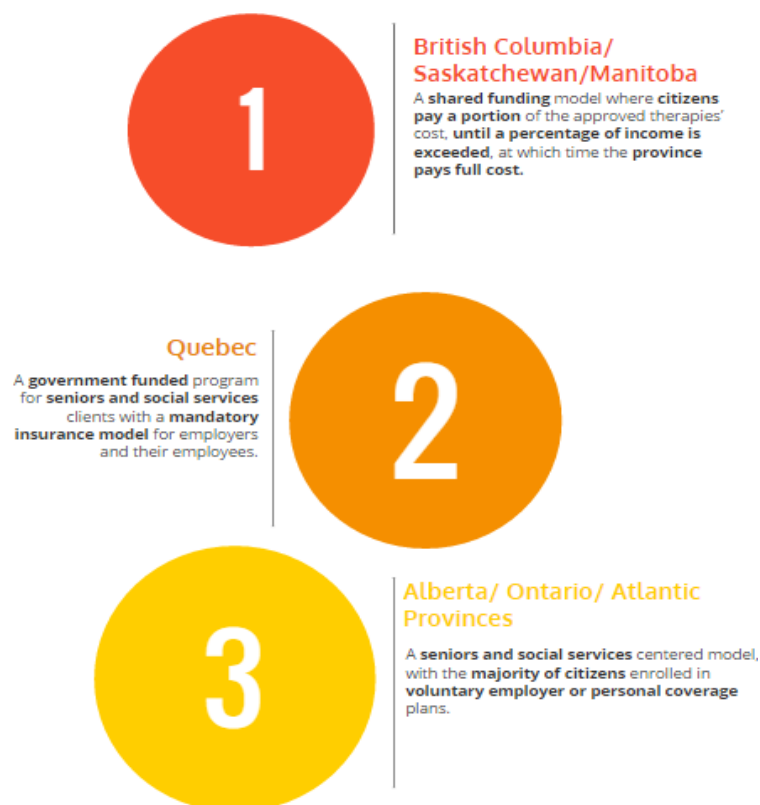 1
British Columbia/
Saskatchewan/Manitoba
A shared funding model where citizens
pay a portion of the approved therapies'
cost, until a percentage of income is
exceeded, at which time the province
pays full cost.
Quebec
A government funded program
for seniors and social services
clients with a mandatory
insurance model for employers
and their employees.
2
3
Alberta/ Ontario/ Atlantic
Provinces
A seniors and social services centered model,
with the majority of citizens enrolled in
voluntary employer or personal coverage
plans.